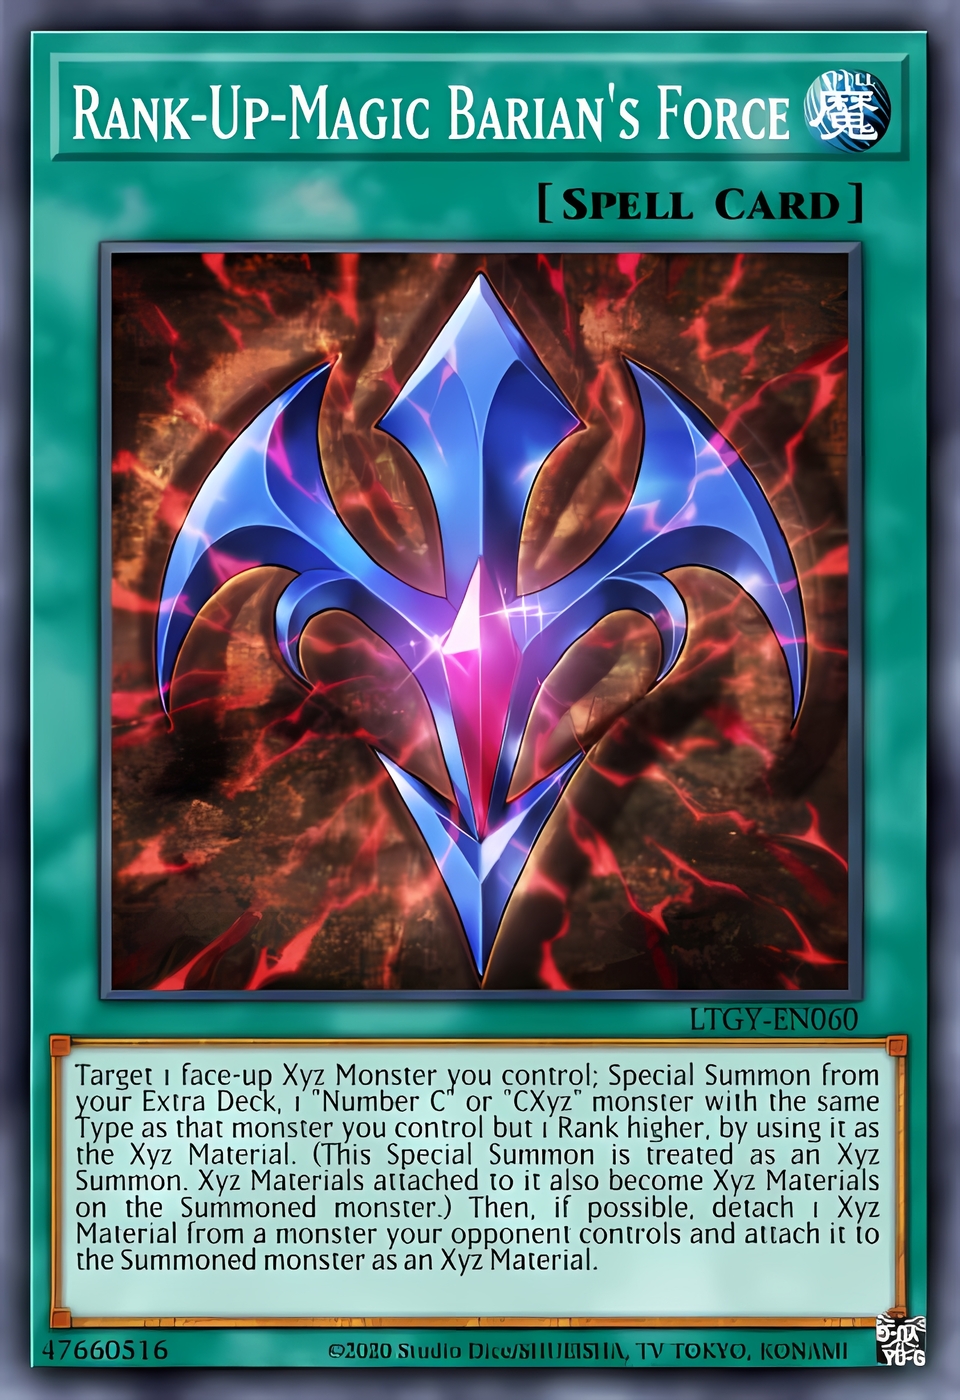 Rank-Up-Magic Barian's Force
魔
[Spell Card]
LTGY-EN060
Target 1 face-up Xyz Monster you control; Special Summon from
your Extra Deck, 1 "Number C" or "CXyz" monster with the same
Type as that monster you control but 1 Rank higher, by using it as
the Xyz Material. (This Special Summon is treated as an Xyz
Summon. Xyz Materials attached to it also become Xyz Materials
on the Summoned monster.) Then, if possible, detach 1 Xyz
Material from a monster your opponent controls and attach it to
the Summoned monster as an Xyz Material.
47660516
©2020 Studio Dice/SHUEISHA, TV TOKYO, KONAMI